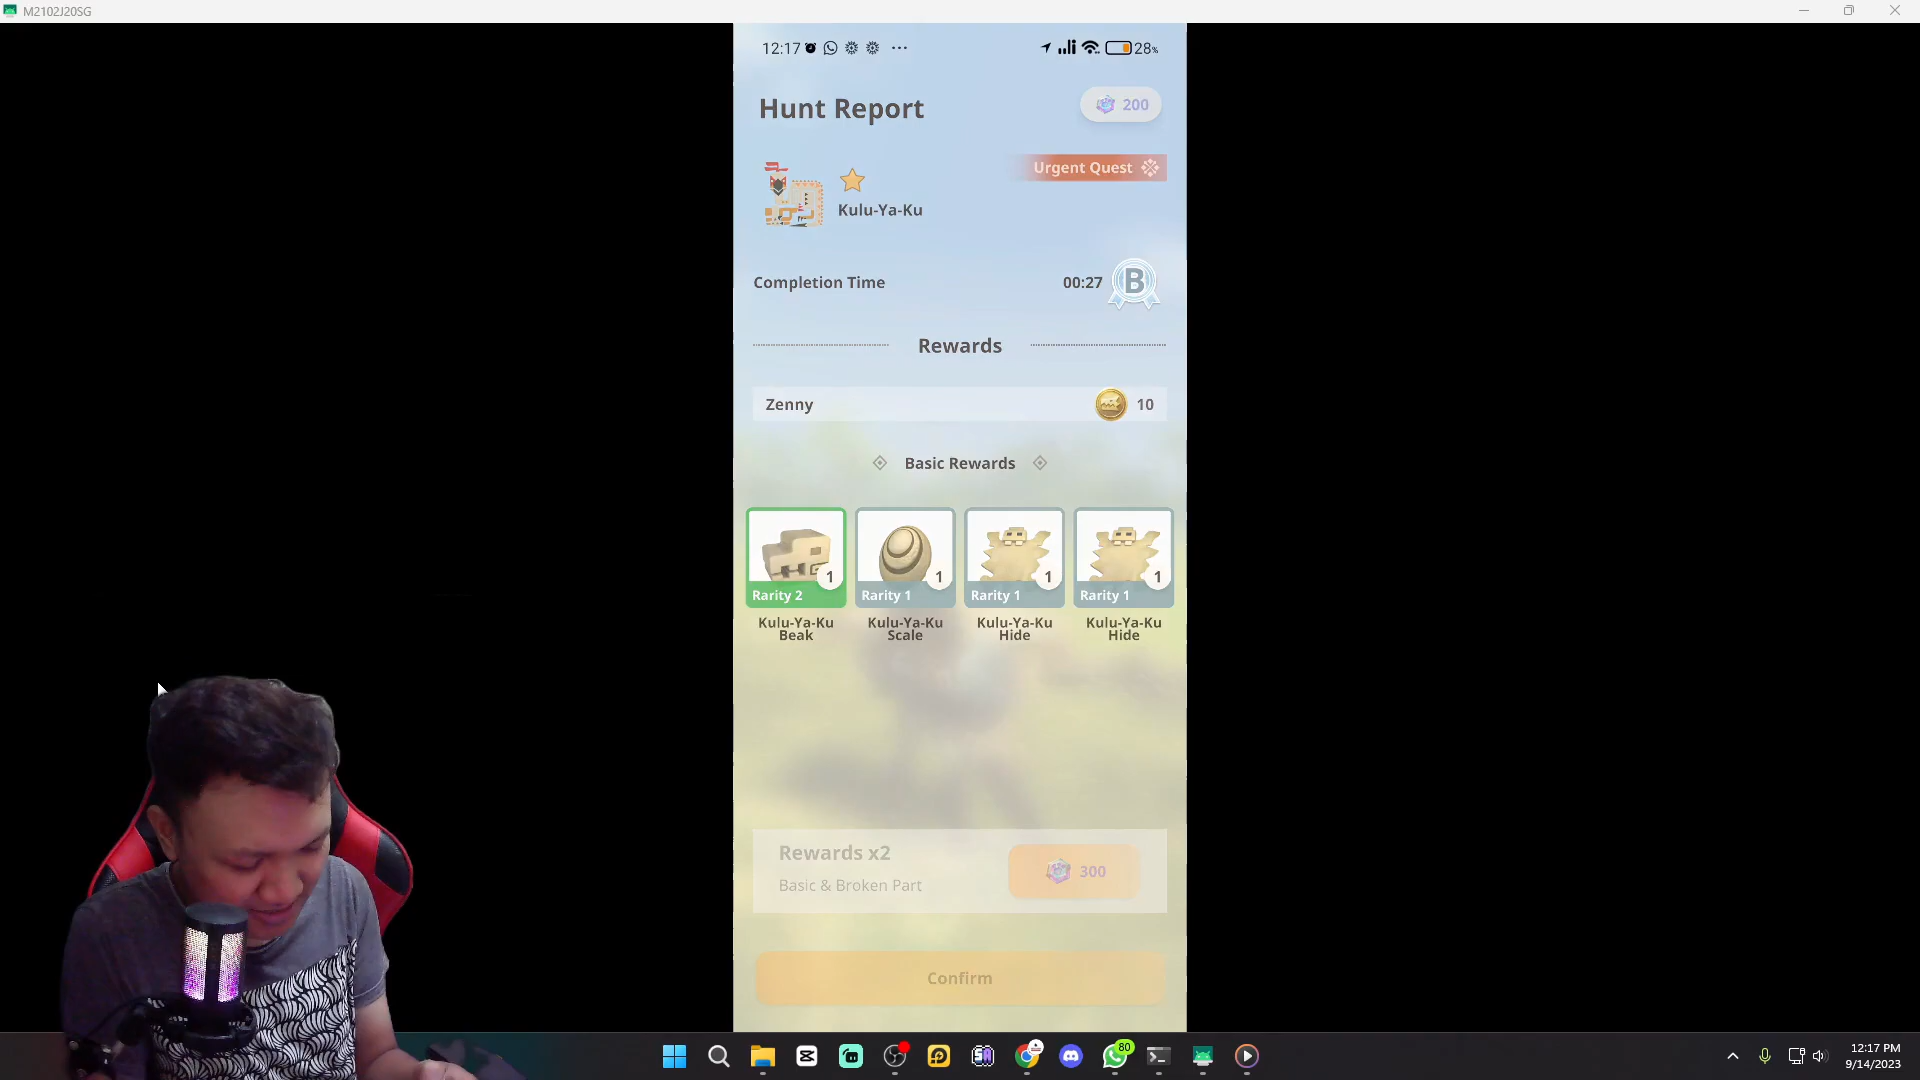 M2102J20SG
12:17
28%
Hunt Report
200
Urgent Quest
Kulu-Ya-Ku
Completion Time
00:27
B
Rewards
Zenny
10
Basic Rewards
1
Rarity 2
Kulu-Ya-Ku
Beak
1
Rarity 1
Kulu-Ya-Ku
Scale
1
Rarity 1
Kulu-Ya-Ku
Hide
1
Rarity 1
Kulu-Ya-Ku
Hide
Rewards x2
Basic & Broken Part
300
Confirm
80
12:17 PM
9/14/2023